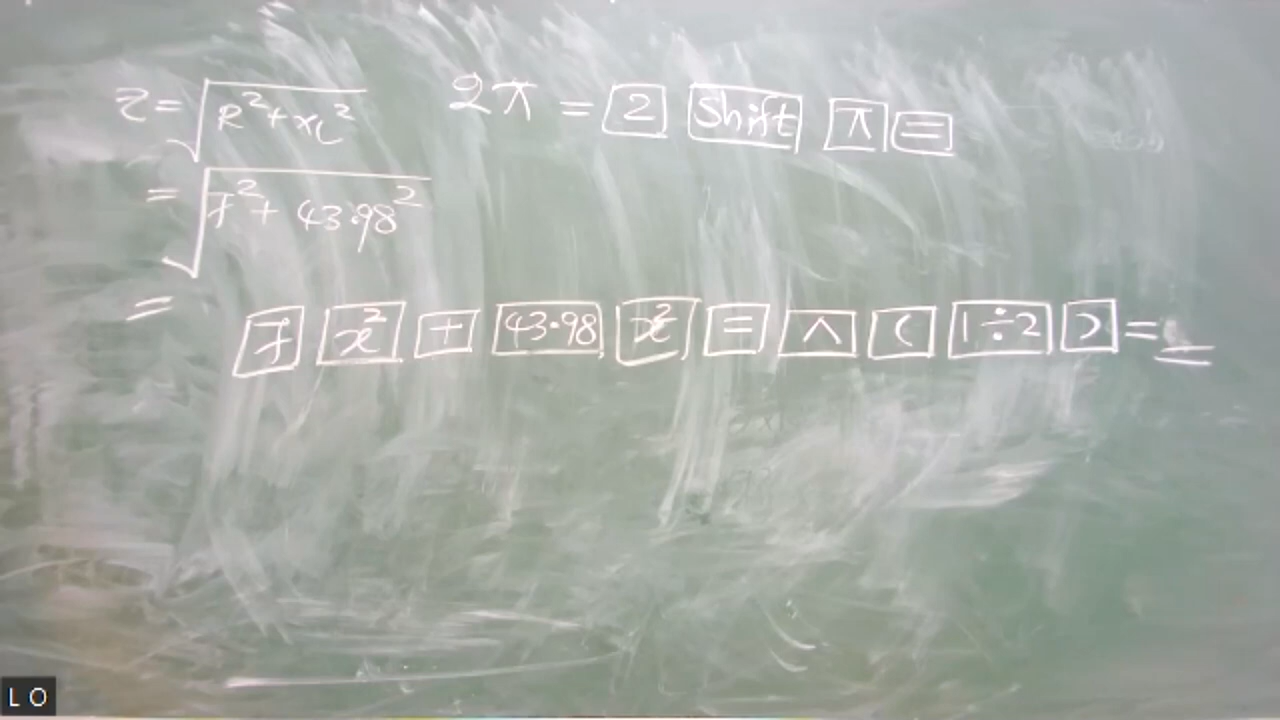 Z = √R² + XL² 2π = 2 Shift π =
= √7² + 43.98²
= 7 x² + 43.98 x² = ^ ( 1÷2 ) =
LO